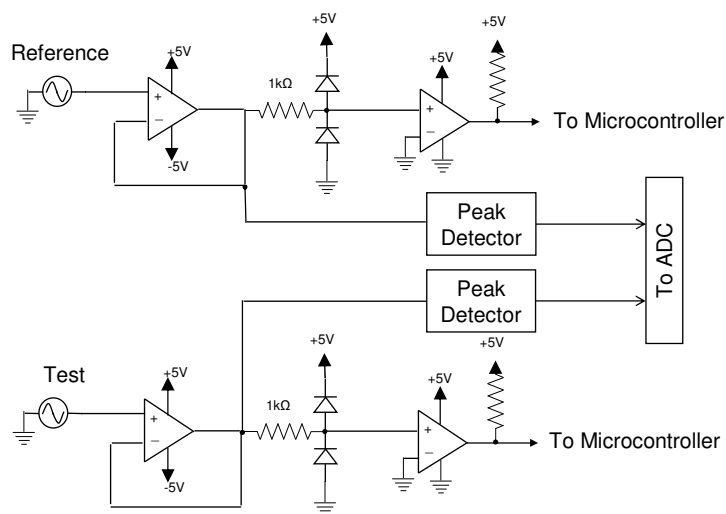 +5V
Reference
+5V
+5V
+5V
1kΩ
+
−
+
−
To Microcontroller
-5V
Peak
Detector
To ADC
Peak
Detector
+5V
+5V
Test
+5V
+5V
1kΩ
+
−
+
−
To Microcontroller
-5V